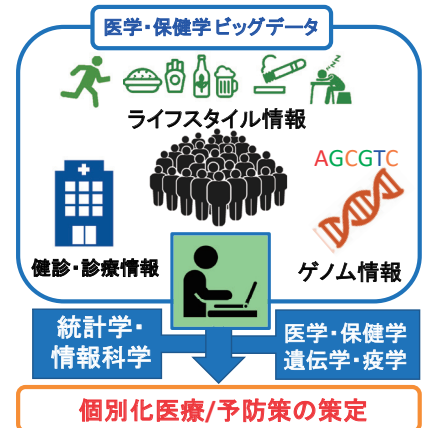 医学・保健学ビッグデータ
ライフスタイル情報
AGCGTC
健診・診療情報
ゲノム情報
統計学・
情報科学
医学・保健学
遺伝学・疫学
個別化医療/予防策の策定